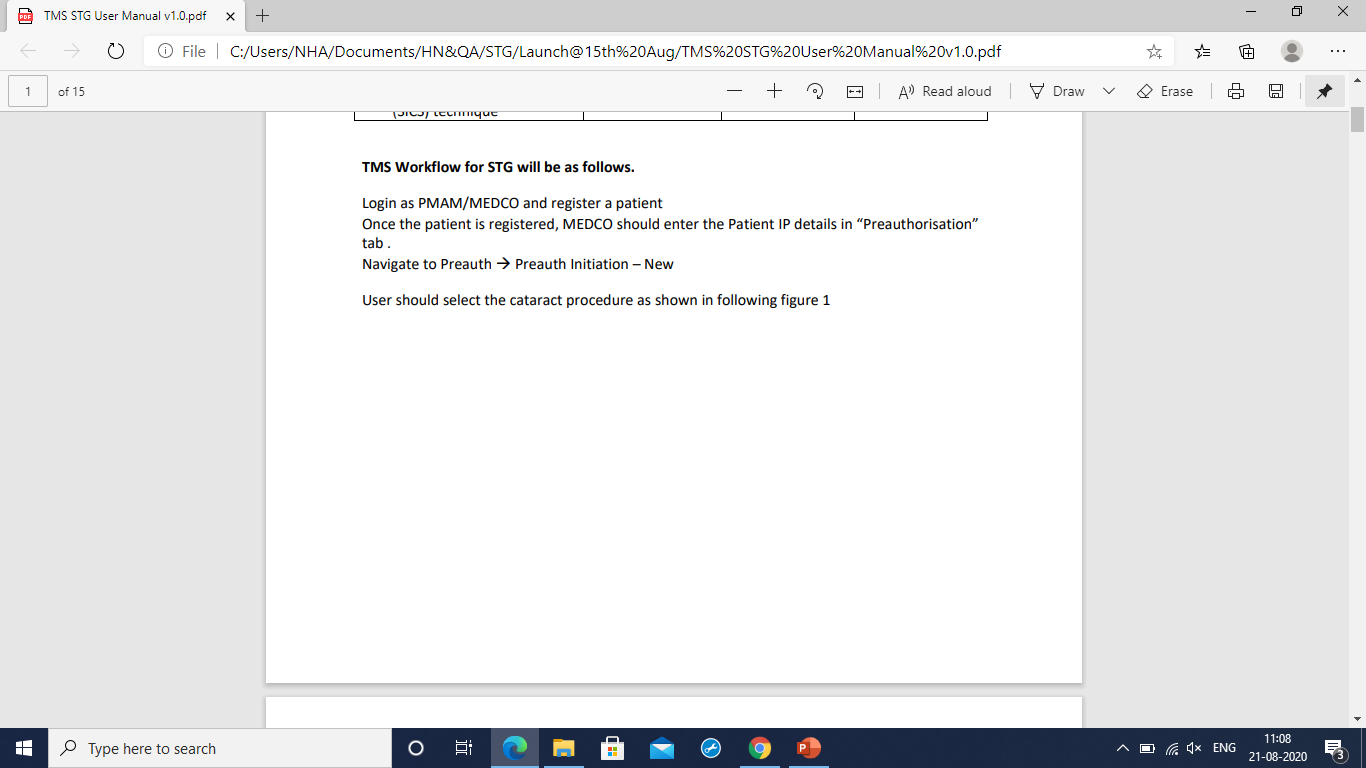 TMS STG User Manual v1.0.pdf
File
C:/Users/NHA/Documents/HN&QA/STG/Launch@15th%20Aug/TMS%20STG%20User%20Manual%20v1.0.pdf
1 of 15
Read aloud
Draw
Erase
(SICS) technique
TMS Workflow for STG will be as follows.
Login as PMAM/MEDCO and register a patient
Once the patient is registered, MEDCO should enter the Patient IP details in “Preauthorisation”
tab .
Navigate to Preauth → Preauth Initiation – New
User should select the cataract procedure as shown in following figure 1
Type here to search
ENG
11:08
21-08-2020
3